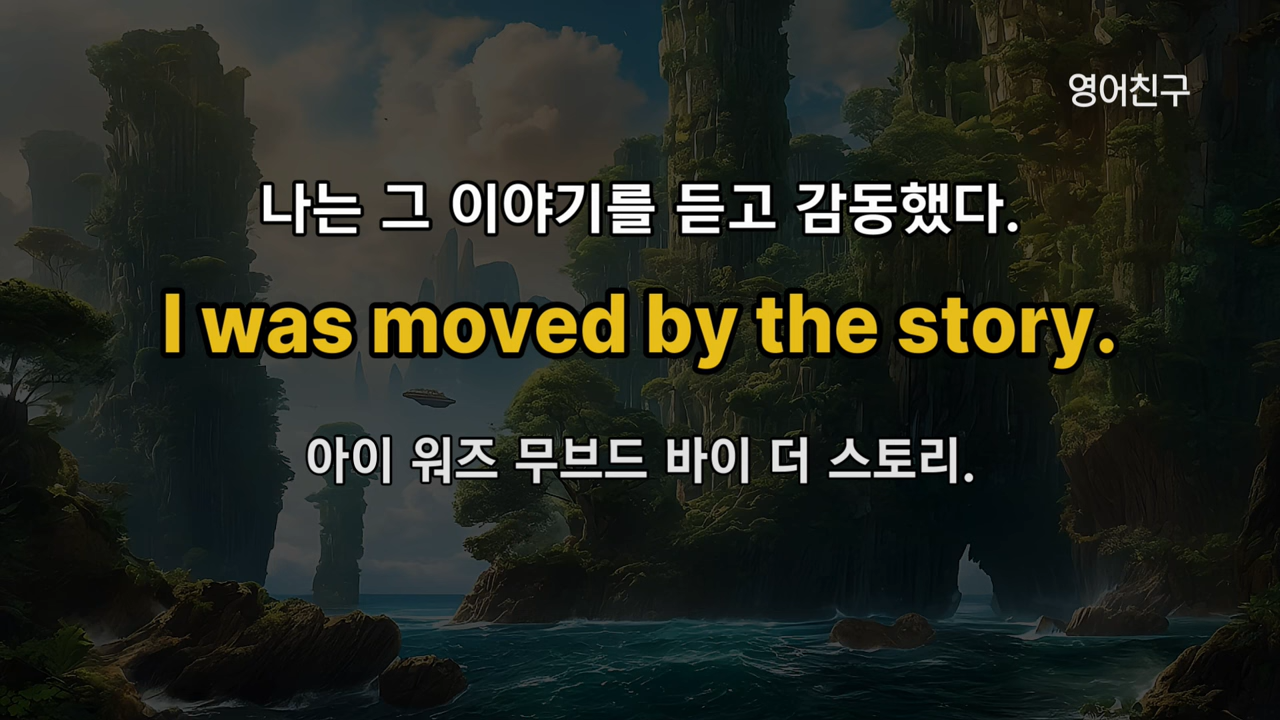 영어친구
나는 그 이야기를 듣고 감동했다.
I was moved by the story.
아이 워즈 무브드 바이 더 스토리.